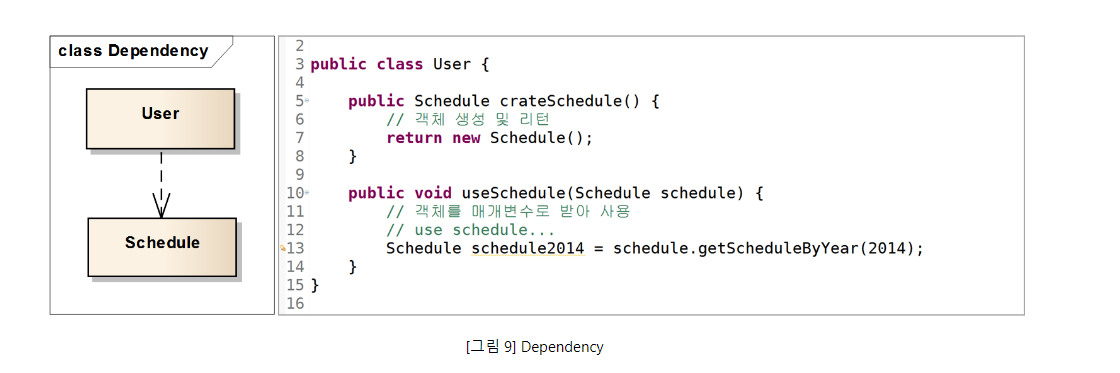 class Dependency
User
Schedule
2
3 public class User {
4
5 public Schedule crateSchedule() {
6 // 객체 생성 및 리턴
7 return new Schedule();
8 }
9
10 public void useSchedule(Schedule schedule) {
11 // 객체를 매개변수로 받아 사용
12 // use schedule...
13 Schedule schedule2014 = schedule.getScheduleByYear(2014);
14 }
15 }
16
[그림 9] Dependency